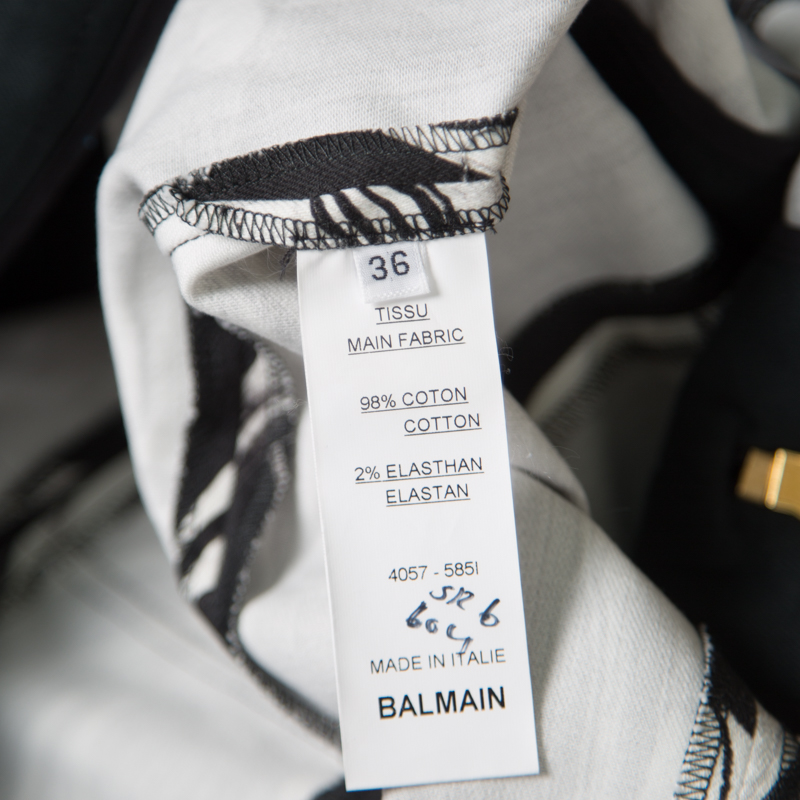 36
TISSU
MAIN FABRIC
98% COTON
COTTON
2% ELASTHAN
ELASTAN
4057 - 585I
MADE IN ITALIE
BALMAIN